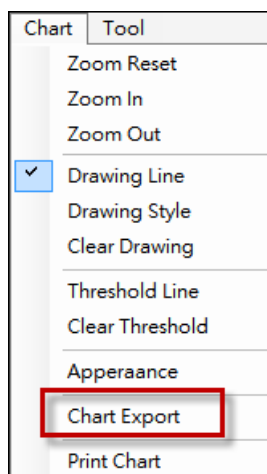 Chart Tool
Zoom Reset
Zoom In
Zoom Out
Drawing Line
Drawing Style
Clear Drawing
Threshold Line
Clear Threshold
Apperaance
Chart Export
Print Chart